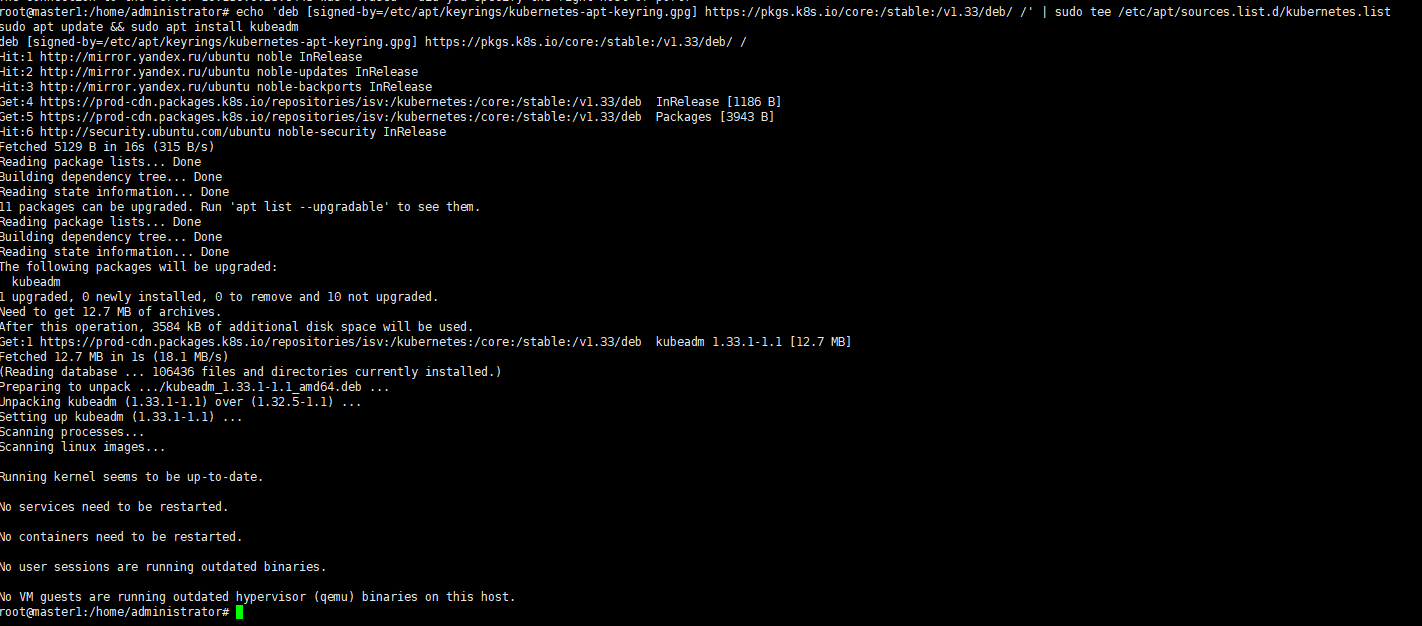 root@master1:/home/administrator# echo 'deb [signed-by=/etc/apt/keyrings/kubernetes-apt-keyring.gpg] https://pkgs.k8s.io/core:/stable:/v1.33/deb/ /' | sudo tee /etc/apt/sources.list.d/kubernetes.list
sudo apt update && sudo apt install kubeadm
deb [signed-by=/etc/apt/keyrings/kubernetes-apt-keyring.gpg] https://pkgs.k8s.io/core:/stable:/v1.33/deb/ /
Hit:1 http://mirror.yandex.ru/ubuntu noble InRelease
Hit:2 http://mirror.yandex.ru/ubuntu noble-updates InRelease
Hit:3 http://mirror.yandex.ru/ubuntu noble-backports InRelease
Get:4 https://prod-cdn.packages.k8s.io/repositories/isv:/kubernetes:/core:/stable:/v1.33/deb  InRelease [1186 B]
Get:5 https://prod-cdn.packages.k8s.io/repositories/isv:/kubernetes:/core:/stable:/v1.33/deb  Packages [3943 B]
Hit:6 http://security.ubuntu.com/ubuntu noble-security InRelease
Fetched 5129 B in 16s (315 B/s)
Reading package lists... Done
Building dependency tree... Done
Reading state information... Done
11 packages can be upgraded. Run 'apt list --upgradable' to see them.
Reading package lists... Done
Building dependency tree... Done
Reading state information... Done
The following packages will be upgraded:
  kubeadm
1 upgraded, 0 newly installed, 0 to remove and 10 not upgraded.
Need to get 12.7 MB of archives.
After this operation, 3584 kB of additional disk space will be used.
Get:1 https://prod-cdn.packages.k8s.io/repositories/isv:/kubernetes:/core:/stable:/v1.33/deb  kubeadm 1.33.1-1.1 [12.7 MB]
Fetched 12.7 MB in 1s (18.1 MB/s)
(Reading database ... 106436 files and directories currently installed.)
Preparing to unpack .../kubeadm_1.33.1-1.1_amd64.deb ...
Unpacking kubeadm (1.33.1-1.1) over (1.32.5-1.1) ...
Setting up kubeadm (1.33.1-1.1) ...
Scanning processes...
Scanning linux images...
Running kernel seems to be up-to-date.
No services need to be restarted.
No containers need to be restarted.
No user sessions are running outdated binaries.
No VM guests are running outdated hypervisor (qemu) binaries on this host.
root@master1:/home/administrator#